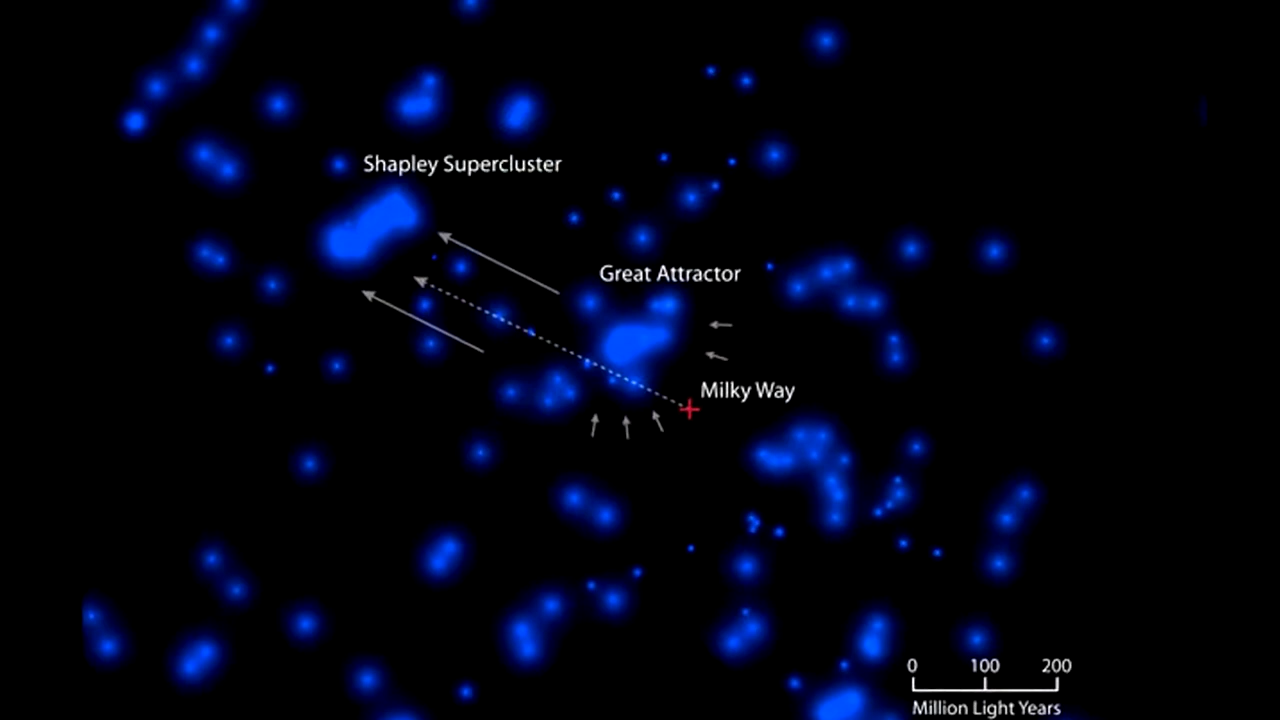 Shapley Supercluster
Great Attractor
Milky Way
0 100 200
Million Light Years